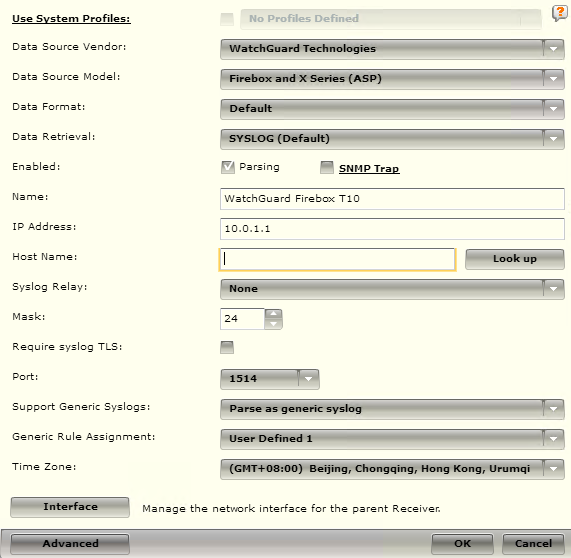 Use System Profiles: No Profiles Defined ?
Data Source Vendor: WatchGuard Technologies
Data Source Model: Firebox and X Series (ASP)
Data Format: Default
Data Retrieval: SYSLOG (Default)
Enabled: Parsing SNMP Trap
Name: WatchGuard Firebox T10
IP Address: 10.0.1.1
Host Name: Look up
Syslog Relay: None
Mask: 24
Require syslog TLS:
Port: 1514
Support Generic Syslogs: Parse as generic syslog
Generic Rule Assignment: User Defined 1
Time Zone: (GMT+08:00) Beijing, Chongqing, Hong Kong, Urumqi
Interface Manage the network interface for the parent Receiver.
Advanced OK Cancel